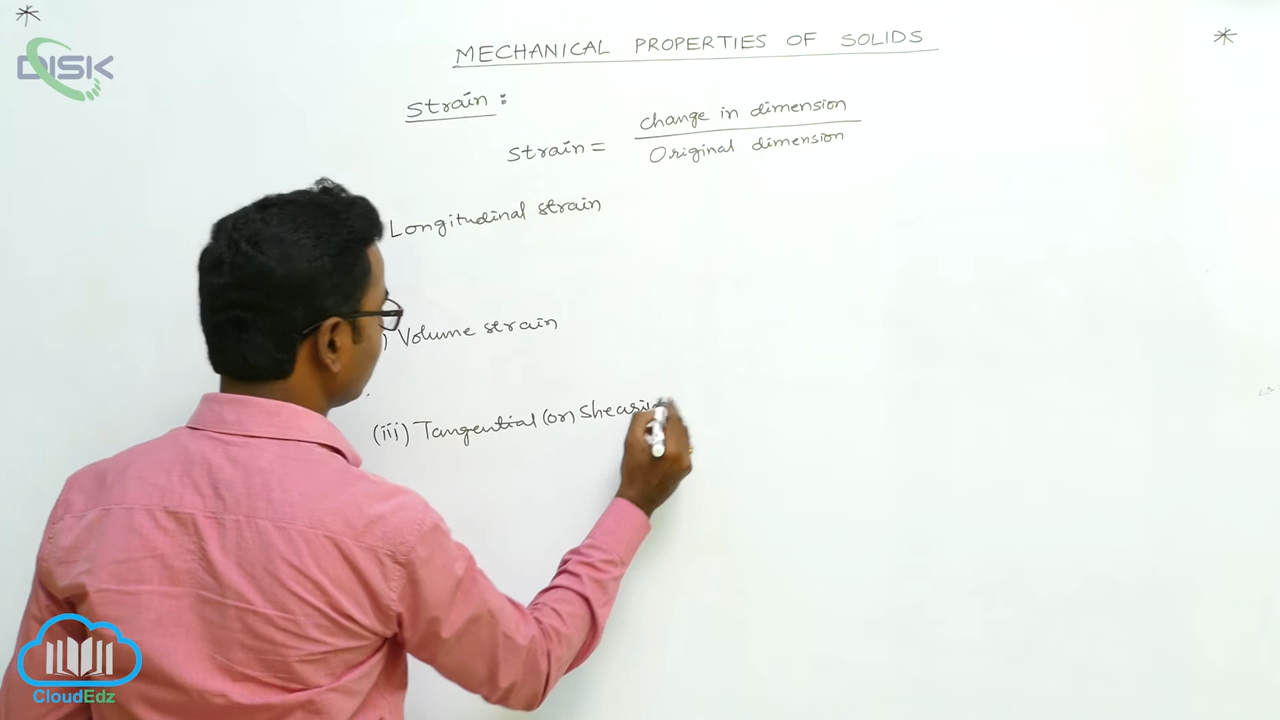 DISK
MECHANICAL PROPERTIES OF SOLIDS
Strain :
Strain = change in dimension
Original dimension
Longitudinal strain
) Volume strain
(iii) Tangential (or) Shearin
CloudEdz